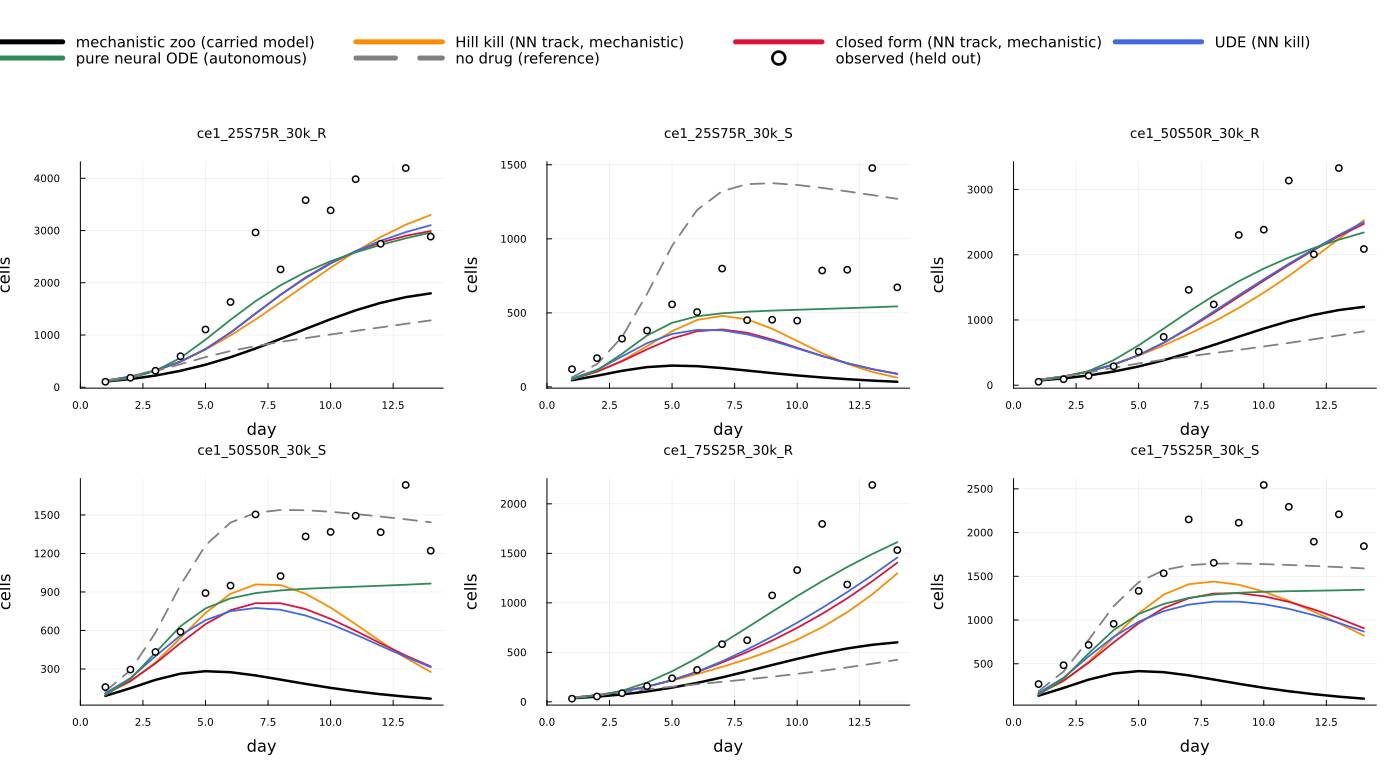 mechanistic zoo (carried model) Hill kill (NN track, mechanistic) closed form (NN track, mechanistic) UDE (NN kill)
pure neural ODE (autonomous) no drug (reference) observed (held out)
ce1_25S75R_30k_R ce1_25S75R_30k_S ce1_50S50R_30k_R
4000
3000
2000
1000
0
cells
0.0 2.5 5.0 7.5 10.0 12.5
day
1500
1000
500
0
cells
0.0 2.5 5.0 7.5 10.0 12.5
day
3000
2000
1000
0
cells
0.0 2.5 5.0 7.5 10.0 12.5
day
ce1_50S50R_30k_S ce1_75S25R_30k_R ce1_75S25R_30k_S
1500
1200
900
600
300
cells
0.0 2.5 5.0 7.5 10.0 12.5
day
2000
1500
1000
500
0
cells
0.0 2.5 5.0 7.5 10.0 12.5
day
2500
2000
1500
1000
500
cells
0.0 2.5 5.0 7.5 10.0 12.5
day